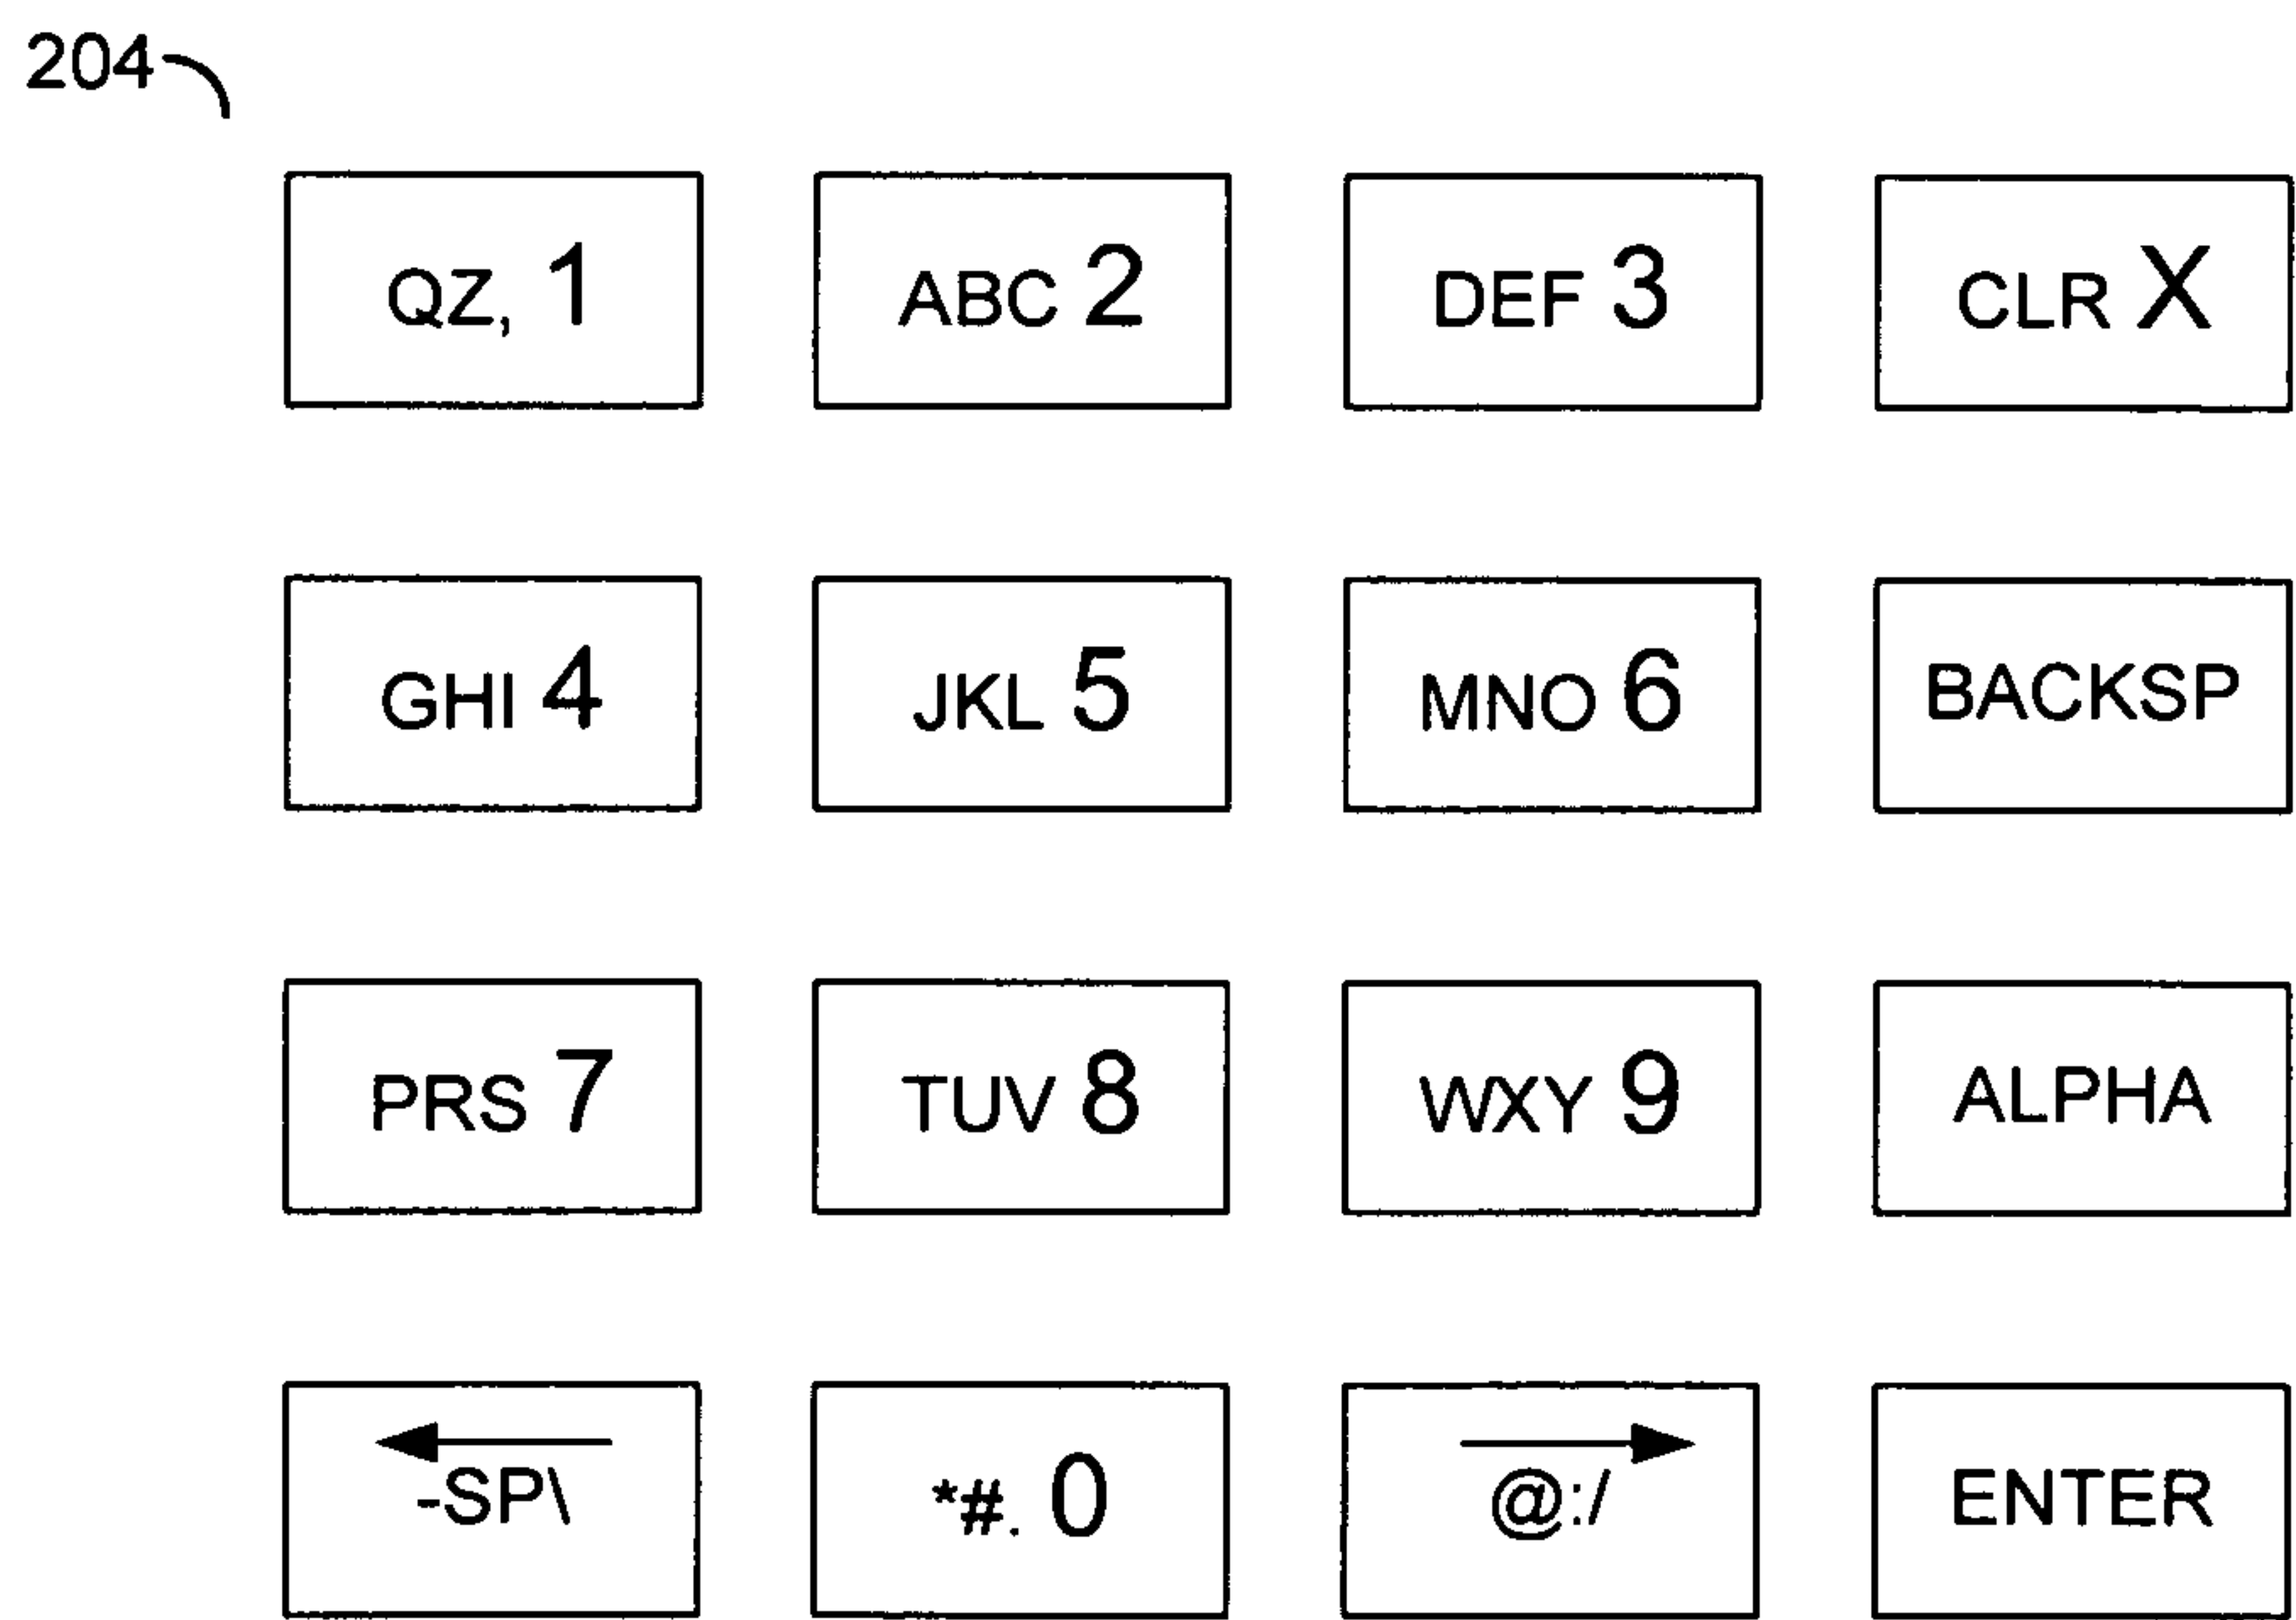 204
QZ, 1 ABC 2 DEF 3 CLR X
GHI 4 JKL 5 MNO 6 BACKSP
PRS 7 TUV 8 WXY 9 ALPHA
-SP\ *#. 0 @:/ ENTER